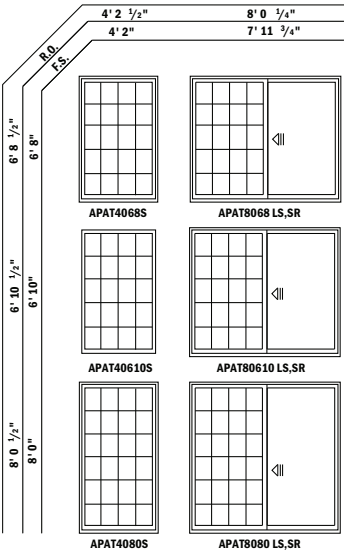 4' 2 1/2" 8' 0 1/4"
R.O.
4' 2" 7' 11 3/4"
F.S.
6' 8 1/2" 6' 8"
APAT4068S APAT8068 LS,SR
6' 10 1/2" 6' 10"
APAT40610S APAT80610 LS,SR
8' 0 1/2" 8' 0"
APAT4080S APAT8080 LS,SR